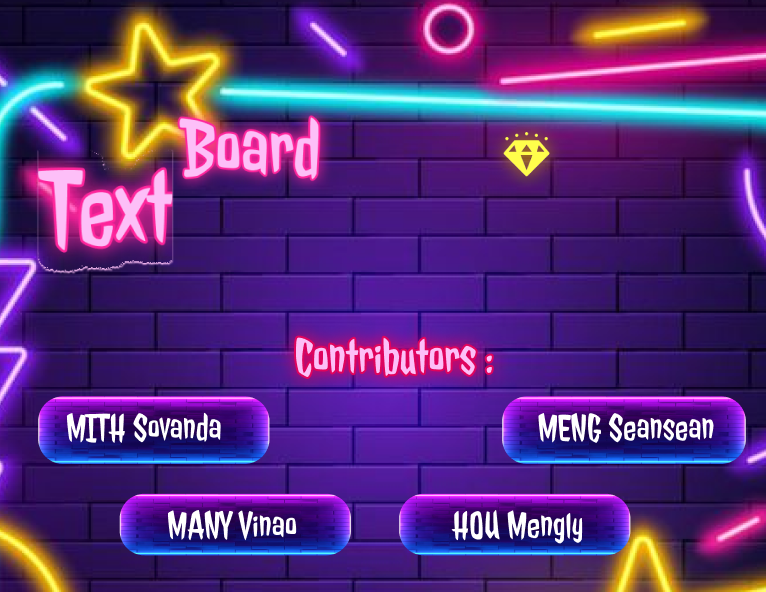 Board
Text
Contributors :
MITH Sovanda
MENG Seansean
MANY Vinao
HOU Mengly